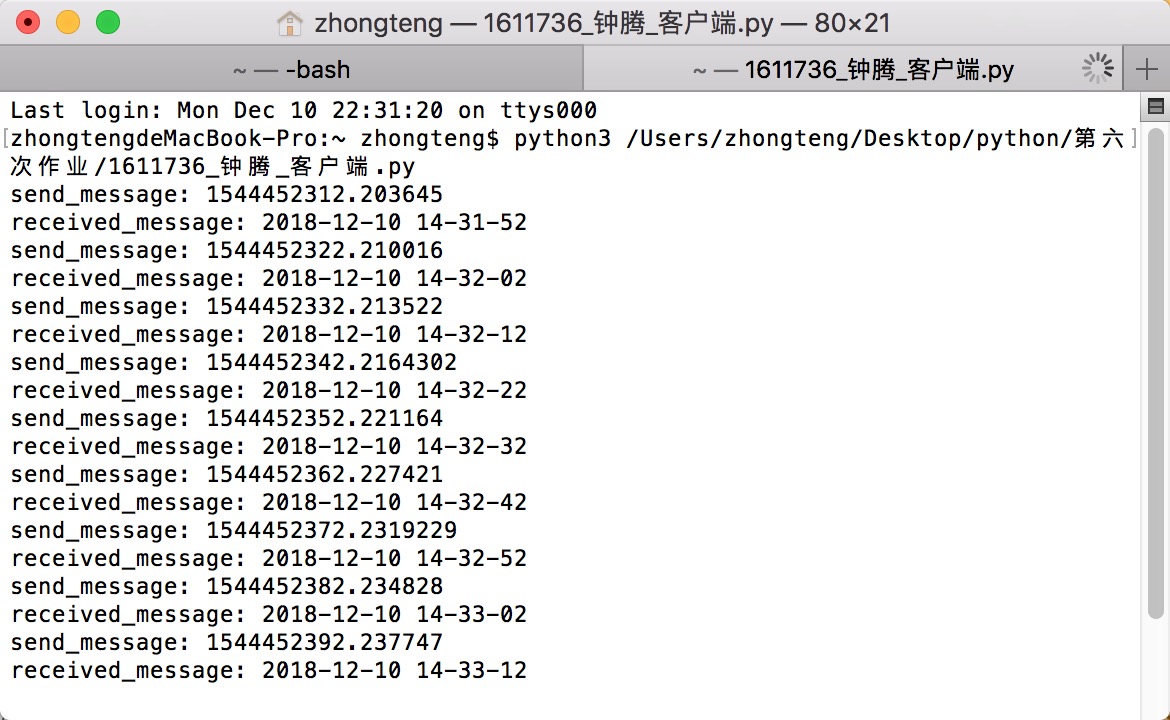 zhongteng — 1611736_钟腾_客户端.py — 80×21
~ — -bash
~ — 1611736_钟腾_客户端.py
Last login: Mon Dec 10 22:31:20 on ttys000
[zhongtengdeMacBook-Pro:~ zhongteng$ python3 /Users/zhongteng/Desktop/python/第六]
次作业/1611736_钟腾_客户端.py
send_message: 1544452312.203645
received_message: 2018-12-10 14-31-52
send_message: 1544452322.210016
received_message: 2018-12-10 14-32-02
send_message: 1544452332.213522
received_message: 2018-12-10 14-32-12
send_message: 1544452342.2164302
received_message: 2018-12-10 14-32-22
send_message: 1544452352.221164
received_message: 2018-12-10 14-32-32
send_message: 1544452362.227421
received_message: 2018-12-10 14-32-42
send_message: 1544452372.2319229
received_message: 2018-12-10 14-32-52
send_message: 1544452382.234828
received_message: 2018-12-10 14-33-02
send_message: 1544452392.237747
received_message: 2018-12-10 14-33-12